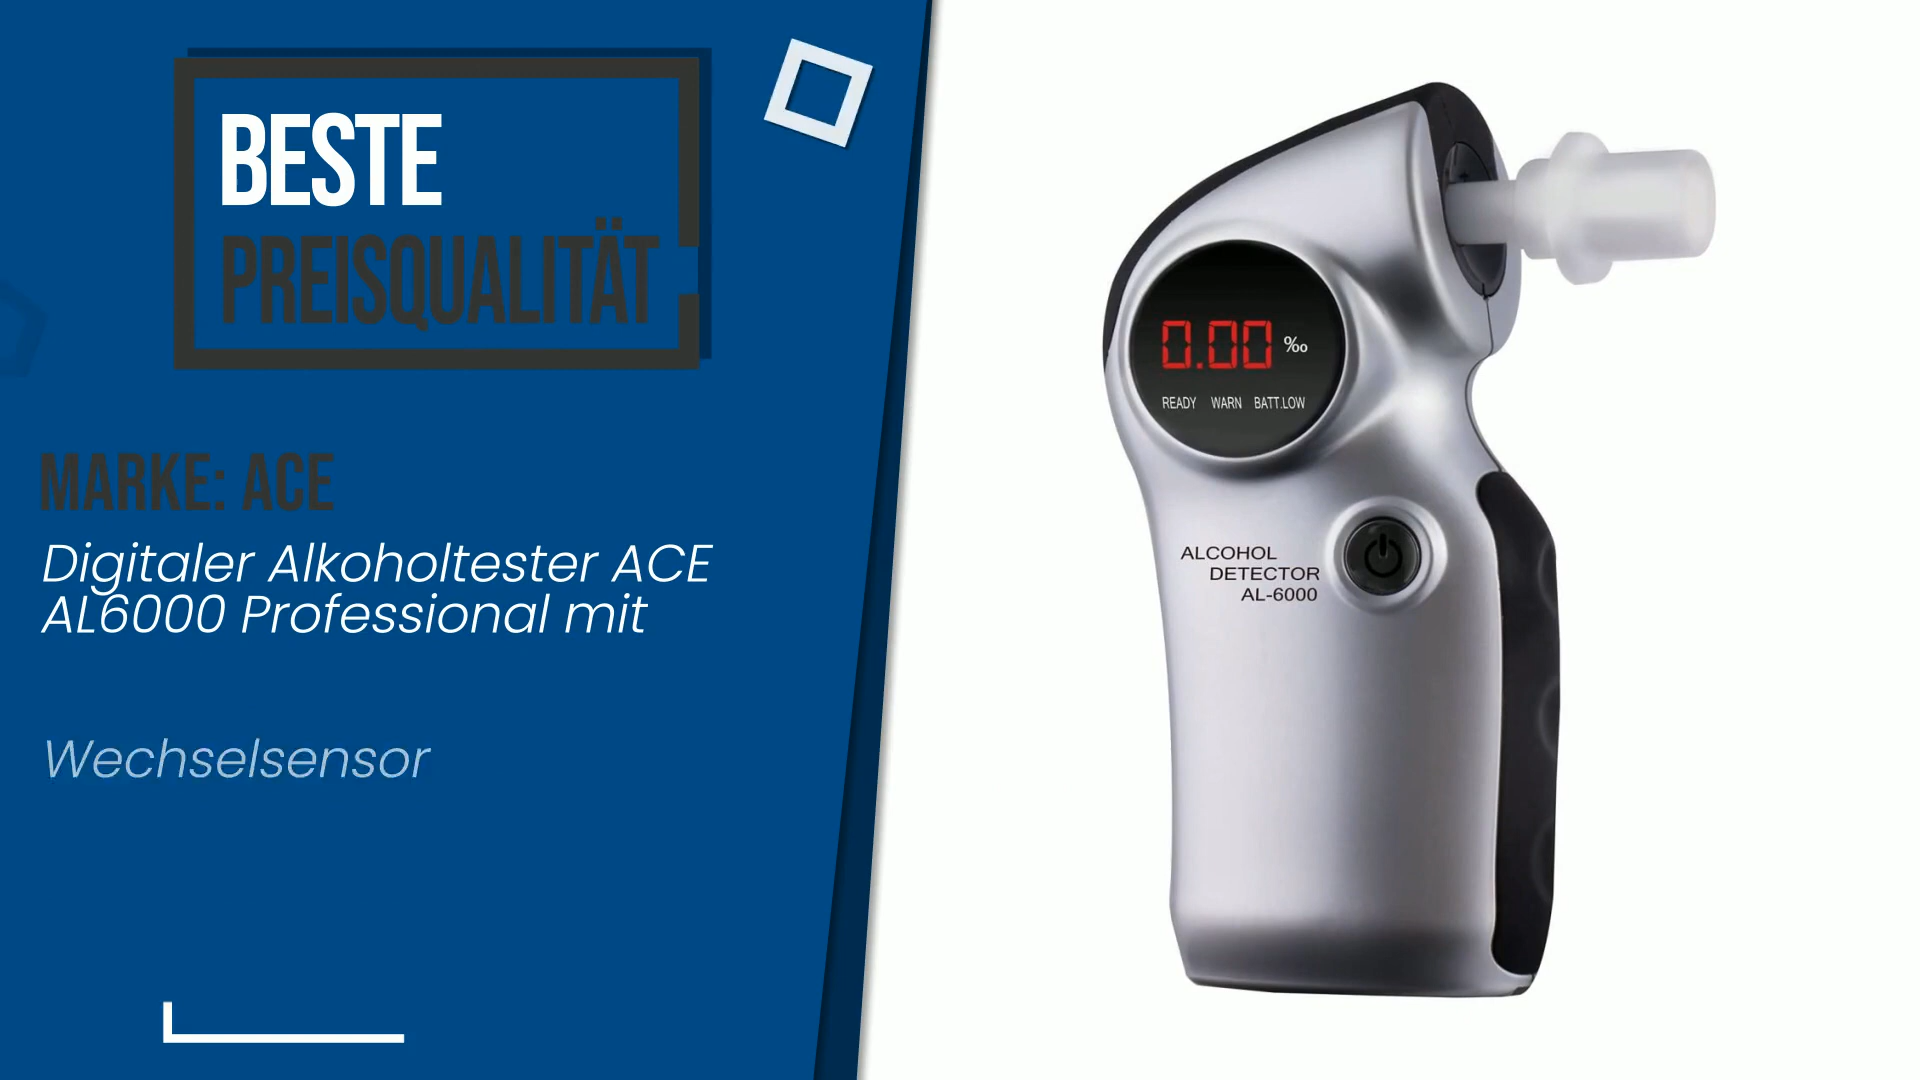 BESTE
PREISQUALITÄT
MARKE: ACE
Digitaler Alkoholtester ACE
AL6000 Professional mit
Wechselsensor
0.00 ‰
READY WARN BATT.LOW
ALCOHOL
DETECTOR
AL-6000